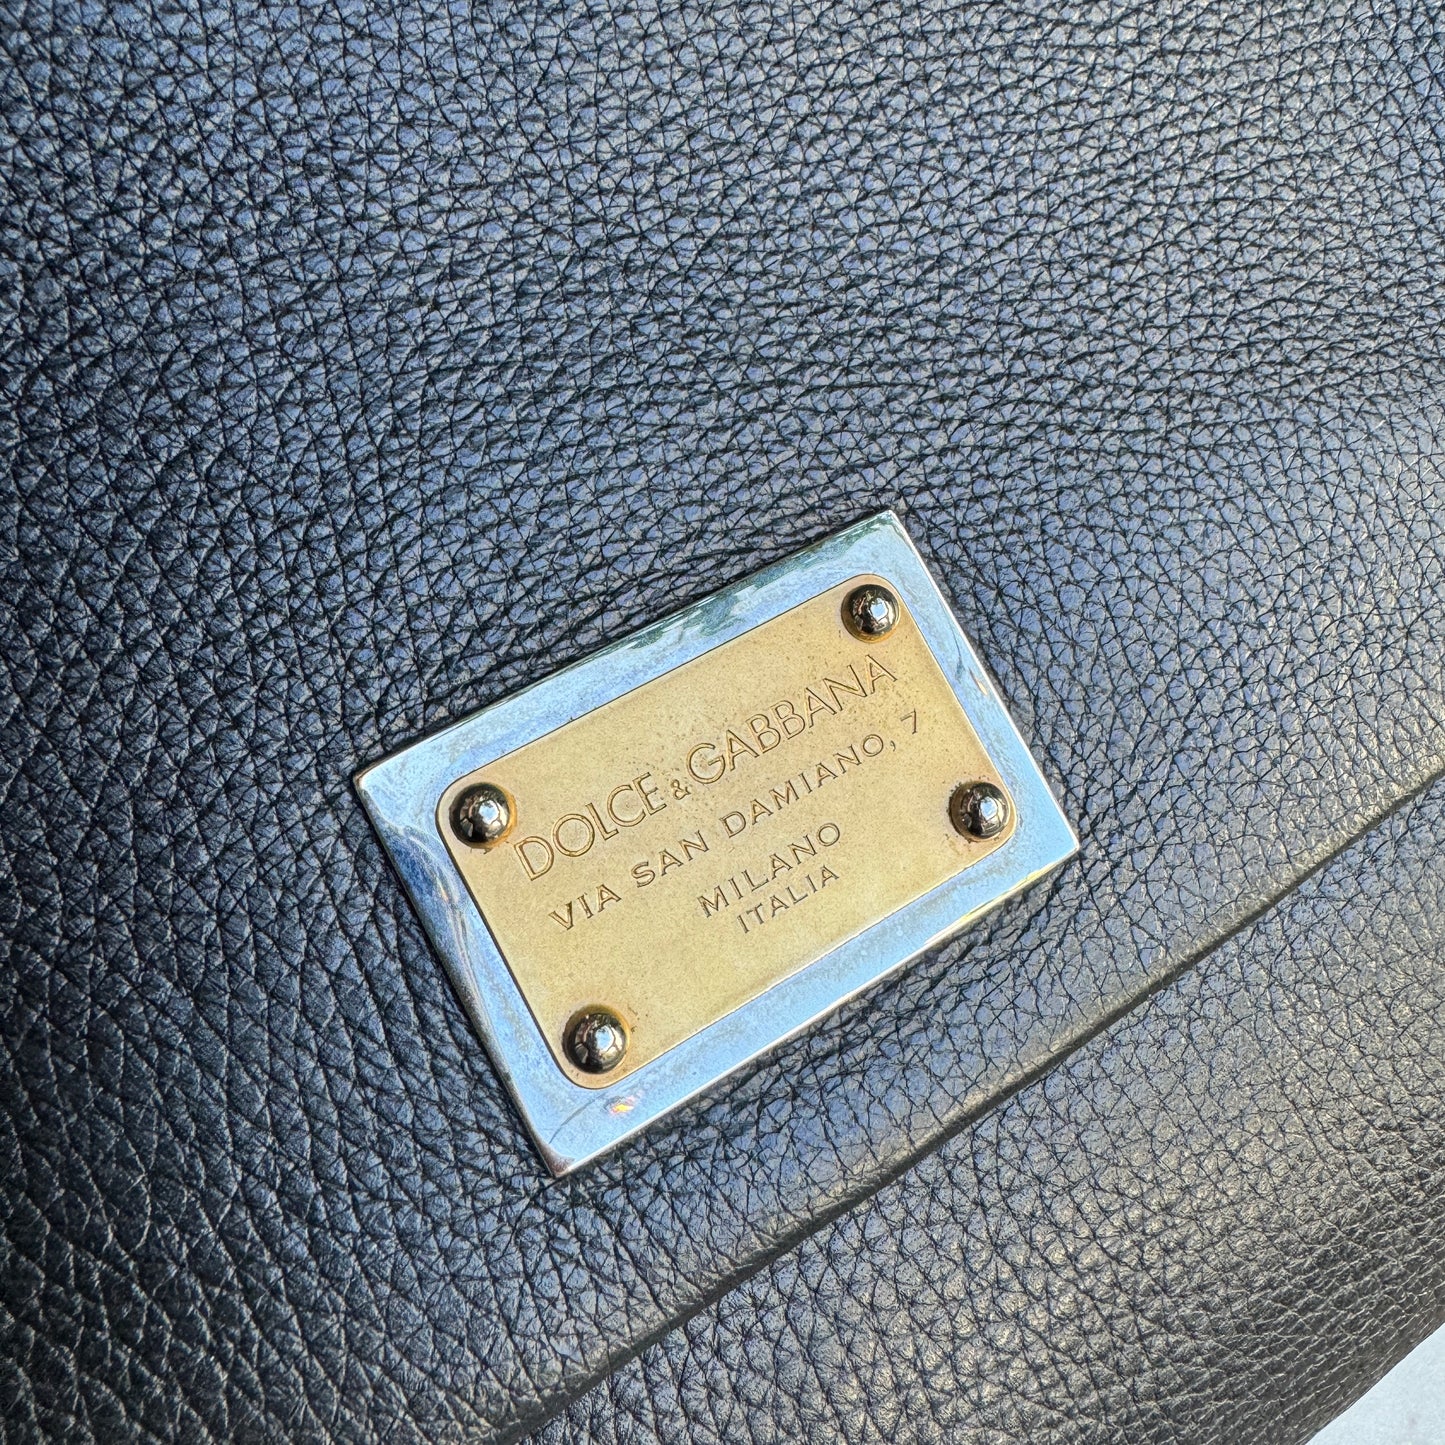 DOLCE & GABBANA
VIA SAN DAMIANO, 7
MILANO
ITALIA